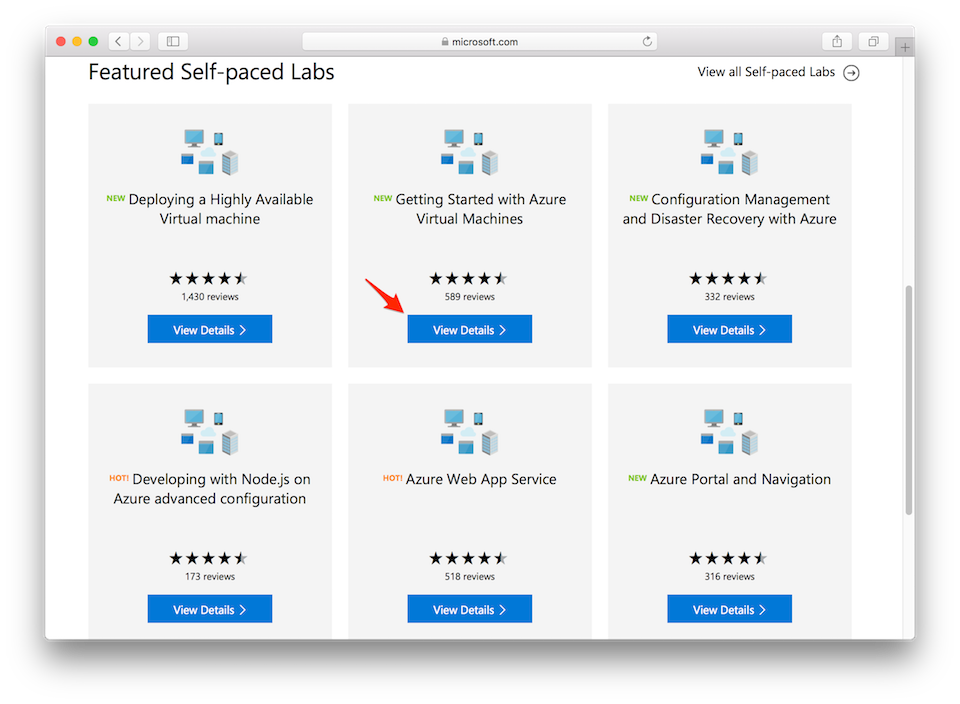 microsoft.com
Featured Self-paced Labs
View all Self-paced Labs
NEW Deploying a Highly Available
Virtual machine
1,430 reviews
View Details
NEW Getting Started with Azure
Virtual Machines
589 reviews
View Details
NEW Configuration Management
and Disaster Recovery with Azure
332 reviews
View Details
HOT! Developing with Node.js on
Azure advanced configuration
173 reviews
View Details
HOT! Azure Web App Service
518 reviews
View Details
NEW Azure Portal and Navigation
316 reviews
View Details